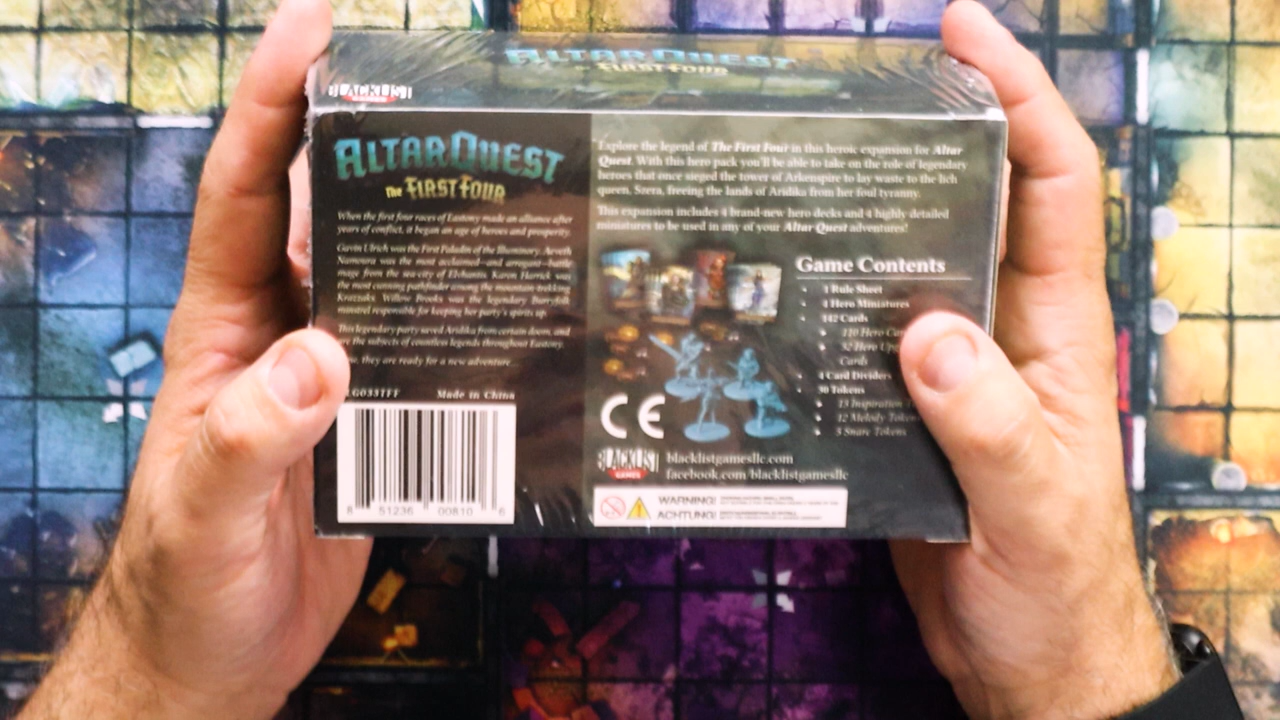 ALTAR QUEST
THE FIRST FOUR
BLACKLIST
GAMES
ALTAR QUEST
THE FIRST FOUR
When the first four races of Eastony made an alliance after
years of conflict, it began an age of heroes and prosperity.
Gavin Ulrich was the First Paladin of the Illuminory, Aeveth
Namenora was the most acclaimed—and arrogant—battle
mage from the sea-city of Elshantis. Karon Harrick was
the most cunning pathfinder among the mountain-trekking
Krazzaks. Willow Brooks was the legendary
minstrel responsible for keeping her party's spirits up.
This legendary party saved Aridika from certain doom, and
are the subjects of countless legends throughout Eastony.
they are ready for a new adventure...
Made in China
8 51236 00810 6
Explore the legend of The First Four in this heroic expansion for Altar
Quest. With this hero pack you'll be able to take on the role of legendary
heroes that once sieged the tower of Arkenspire to lay waste to the lich
queen, Szera, freeing the lands of Aridika from her foul tyranny.
This expansion includes 4 brand-new hero decks and 4 highly detailed
miniatures to be used in any of your Altar Quest adventures!
Game Contents
• 1 Rule Sheet
• 4 Hero Miniatures
• 142 Cards
• 110 Hero
• 32 Hero
Cards
• 4 Card Dividers
• 30 Tokens
• 13 Inspiration
• 12 Melody
• 5 Snare Tokens
CE
BLACKLIST
GAMES
blacklistgamesllc.com
facebook.com/blacklistgamesllc
WARNING!
ACHTUNG!